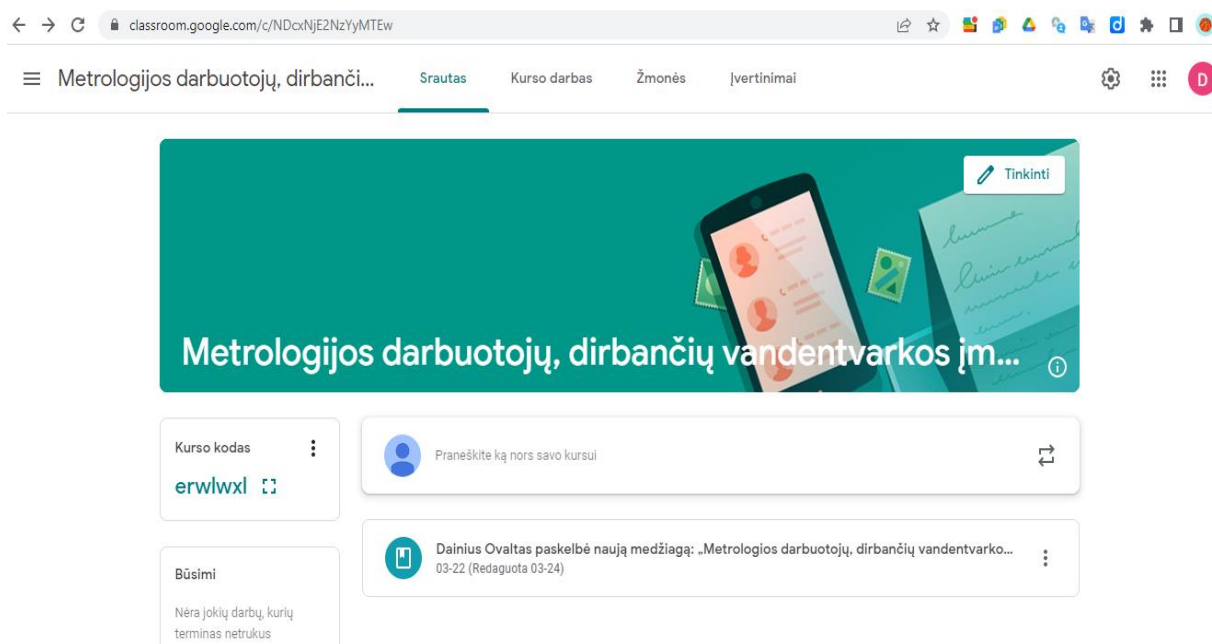 classroom.google.com/c/NDcxNjE2NzYyMTEw
Metrologijos darbuotojų, dirbanči...
Srautas
Kurso darbas
Žmonės
Įvertinimai
D
Tinkinti
Metrologijos darbuotojų, dirbančių vandentvarkos įm...
Kurso kodas
erwlwxl
Praneškite ką nors savo kursui
Dainius Ovaltas paskelbė naują medžiagą: „Metrologios darbuotojų, dirbančių vandentvarko...
03-22 (Redaguota 03-24)
Būsimi
Nėra jokių darbų, kurių
terminas netrukus